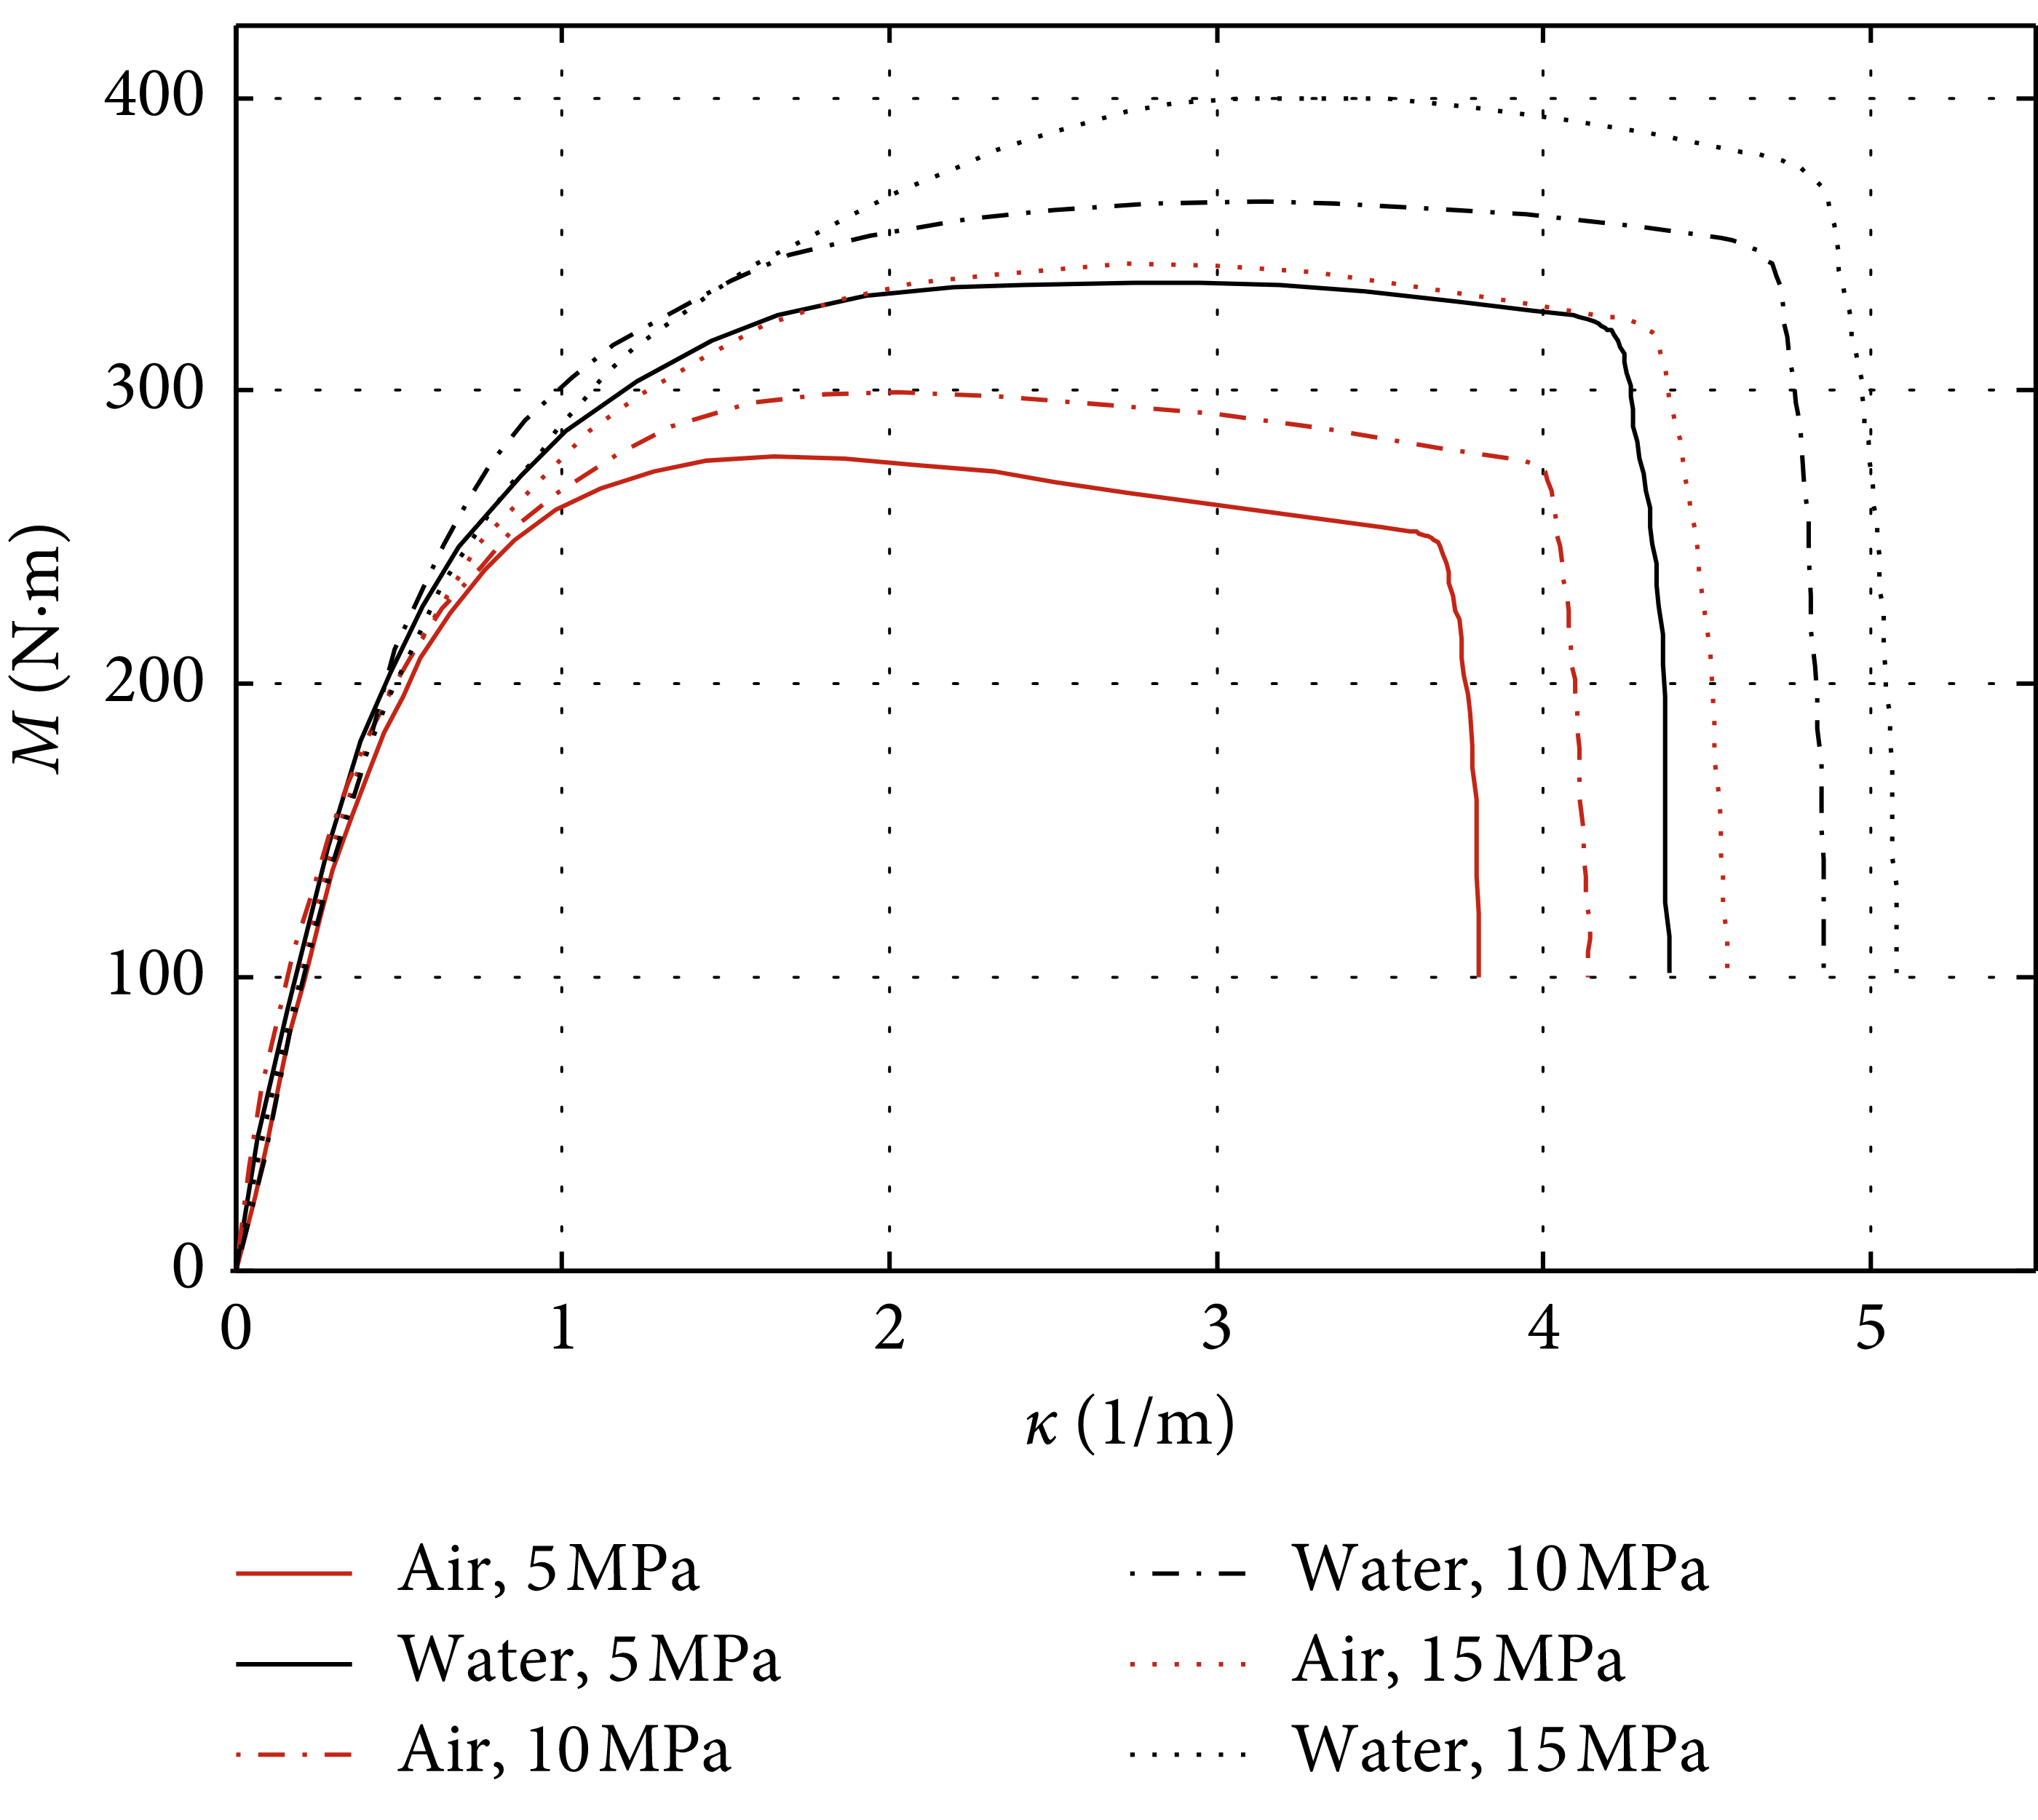 400
300
200
100
0
M (N·m)
0 1 2 3 4 5
κ (1/m)
Air, 5 MPa
Water, 5 MPa
Air, 10 MPa
Water, 10 MPa
Air, 15 MPa
Water, 15 MPa